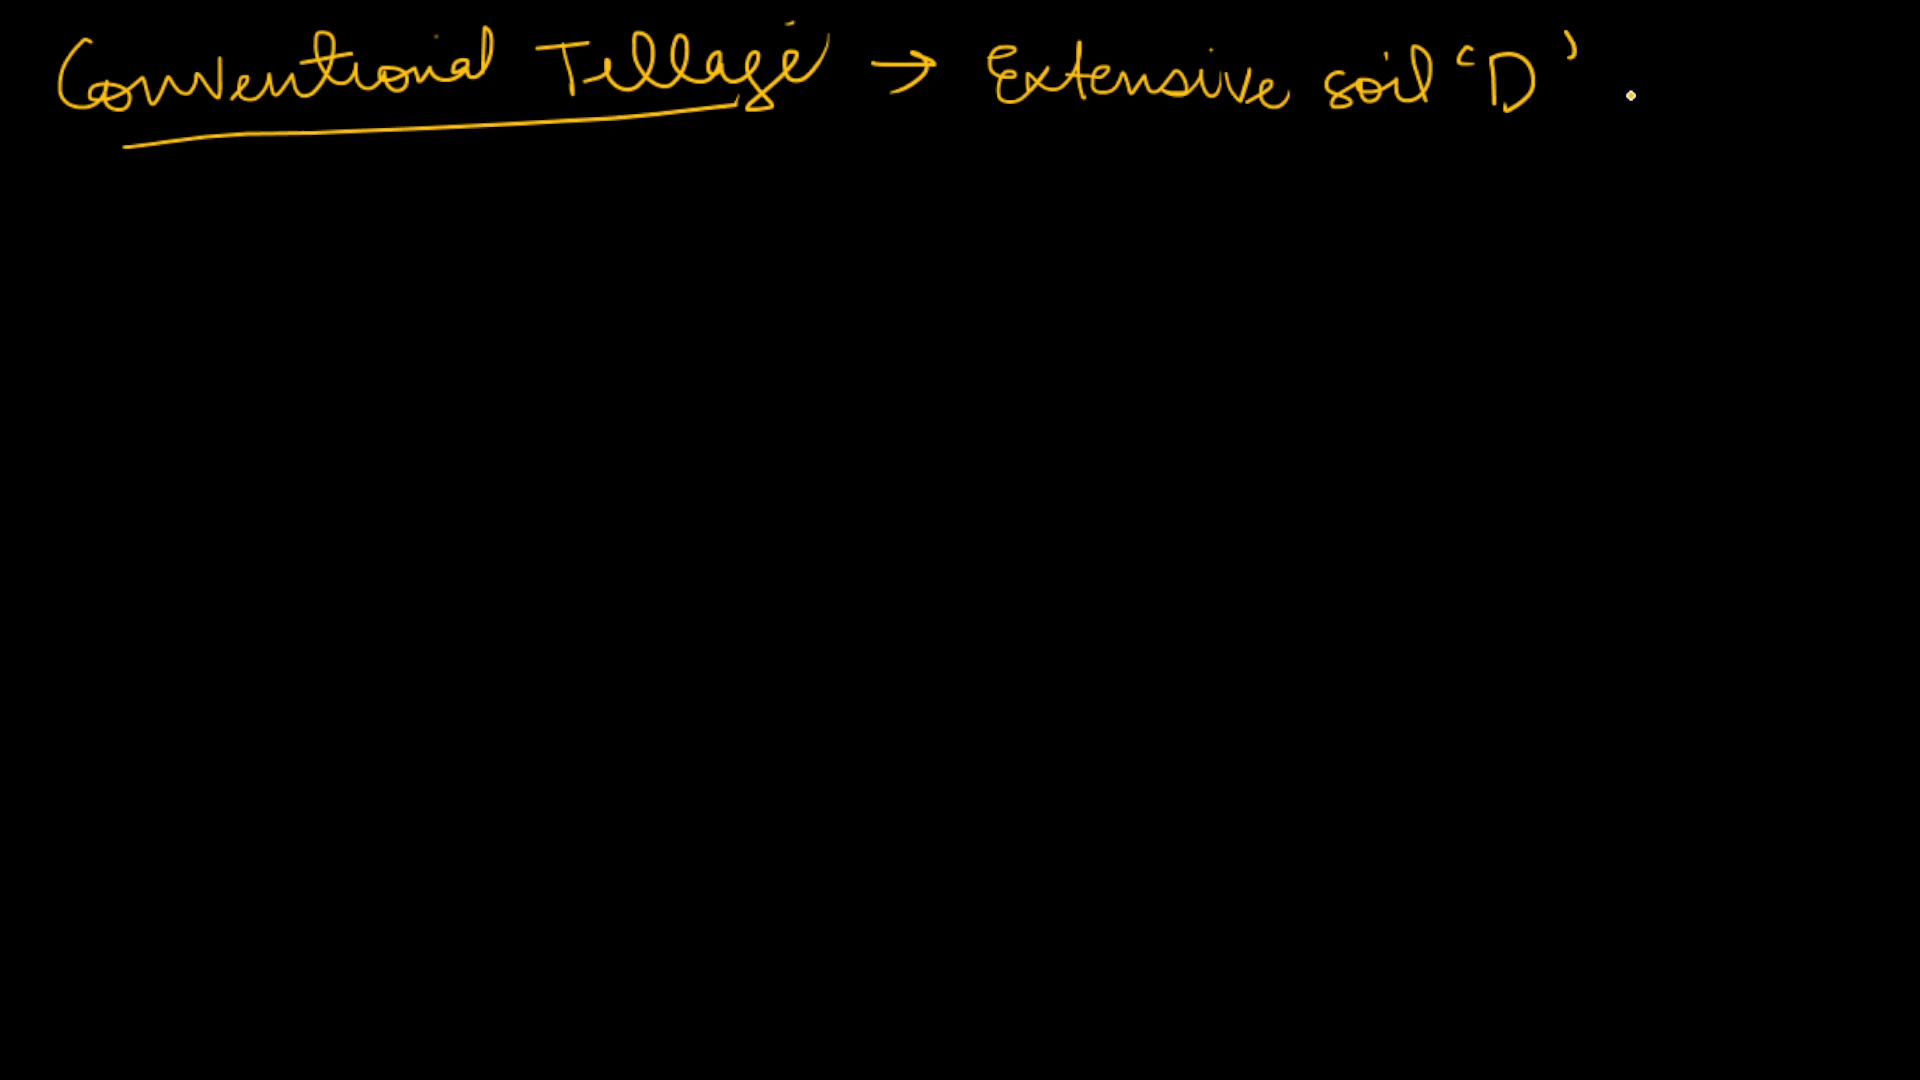 Conventional Tillage → Extensive soil ‘D’